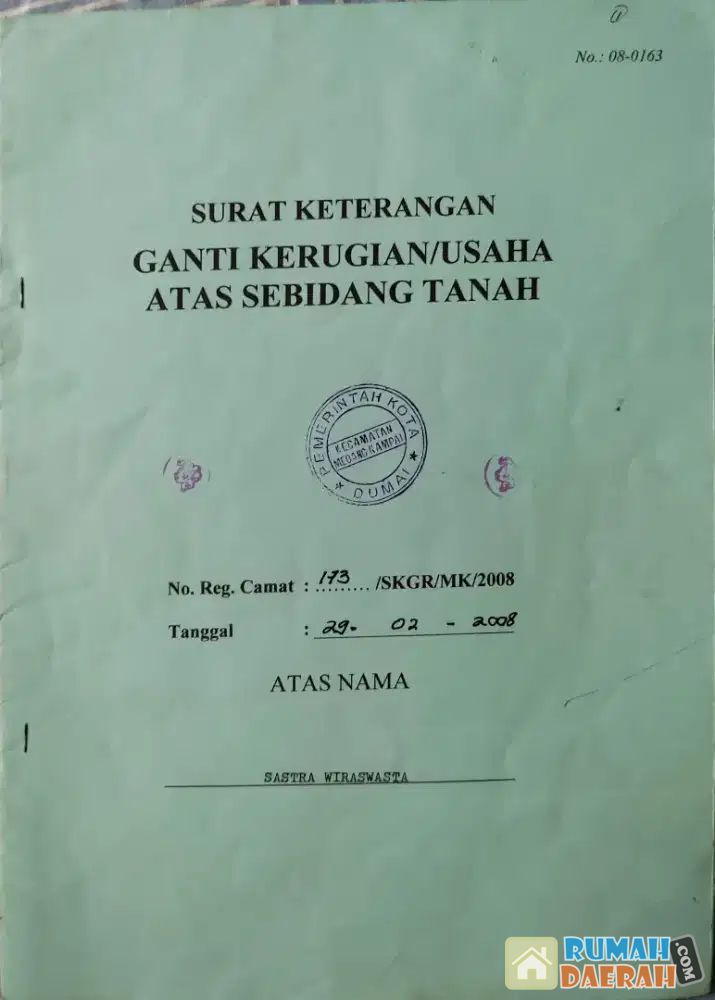 No.: 08-0163
SURAT KETERANGAN
GANTI KERUGIAN/USAHA
ATAS SEBIDANG TANAH
PEMERINTAH KOTA
KECAMATAN
MEDANG KAMPAI
★ DUMAI ★
No. Reg. Camat : 173 ......... /SKGR/MK/2008
Tanggal : 29- 02 - 2008
ATAS NAMA
SASTRA WIRASWASTA
RUMAH
DAERAH
.COM